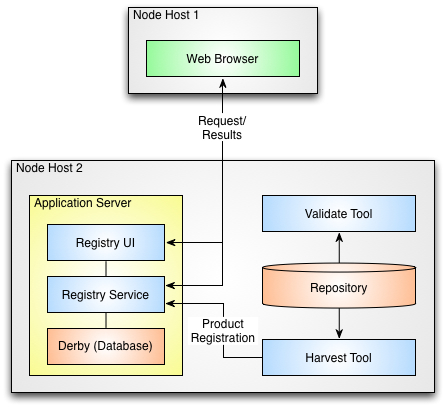 Node Host 1
Web Browser
Request/
Results
Node Host 2
Application Server
Registry UI
Registry Service
Derby (Database)
Validate Tool
Repository
Product
Registration
Harvest Tool